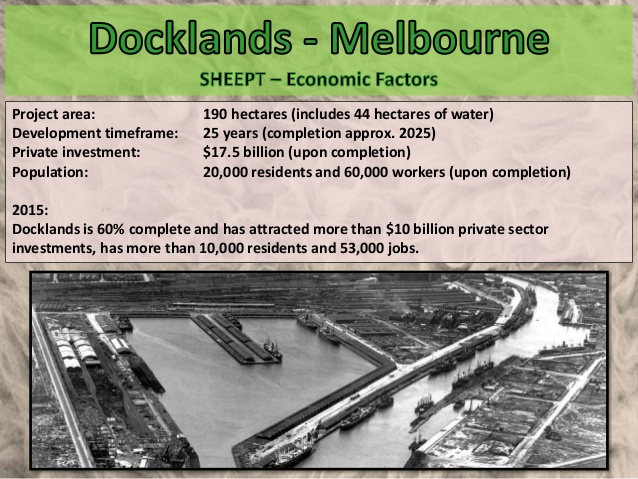 Docklands - Melbourne
SHEEPT – Economic Factors
Project area: 190 hectares (includes 44 hectares of water)
Development timeframe: 25 years (completion approx. 2025)
Private investment: $17.5 billion (upon completion)
Population: 20,000 residents and 60,000 workers (upon completion)
2015:
Docklands is 60% complete and has attracted more than $10 billion private sector
investments, has more than 10,000 residents and 53,000 jobs.